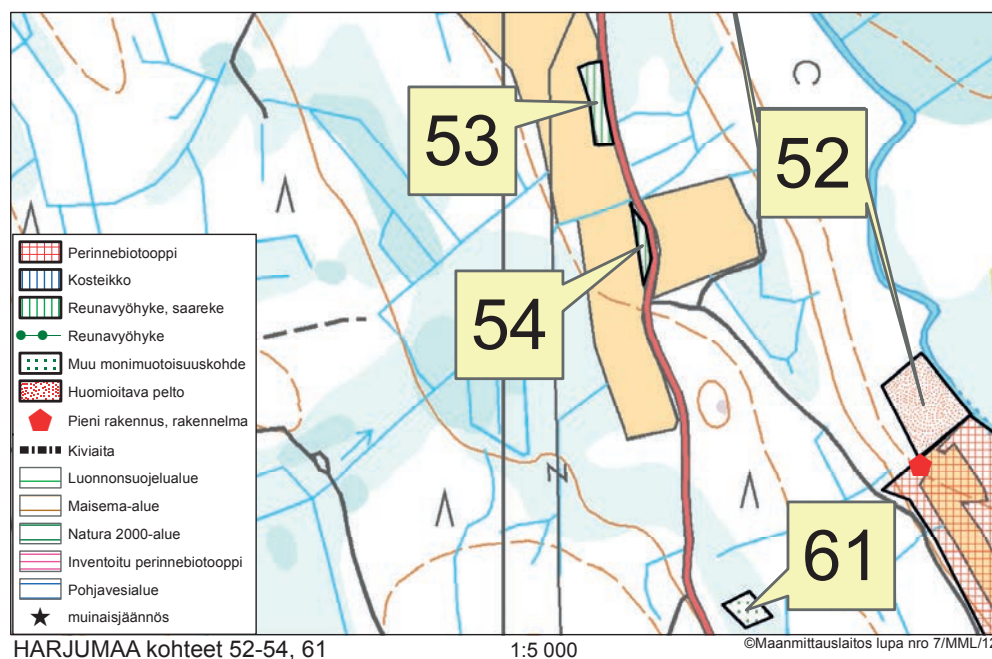 53
52
54
61
Perinnebiotooppi
Kosteikko
Reunavyöhyke, saareke
Reunavyöhyke
Muu monimuotoisuuskohde
Huomioitava pelto
Pieni rakennus, rakennelma
Kiviaita
Luonnonsuojelualue
Maisema-alue
Natura 2000-alue
Inventoitu perinnebiotooppi
Pohjavesialue
muinaisjäännös
HARJUMAA kohteet 52-54, 61 1:5 000 ©Maanmittauslaitos lupa nro 7/MML/12